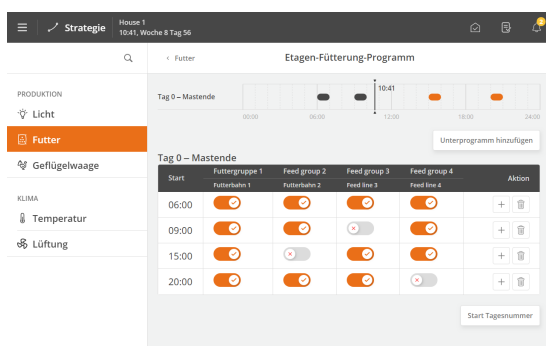 Strategie
House 1
10:41, Woche 8 Tag 56
Futter
Etagen-Fütterung-Programm
PRODUKTION
Licht
Futter
Geflügelwaage
KLIMA
Temperatur
Lüftung
Tag 0 – Mastende
10:41
00:00 06:00 12:00 18:00 24:00
Unterprogramm hinzufügen
Tag 0 – Mastende
Start Futtergruppe 1 Feed group 2 Feed group 3 Feed group 4 Aktion
Futterbahn 1 Futterbahn 2 Feed line 3 Feed line 4
06:00
09:00
15:00
20:00
Start Tagesnummer